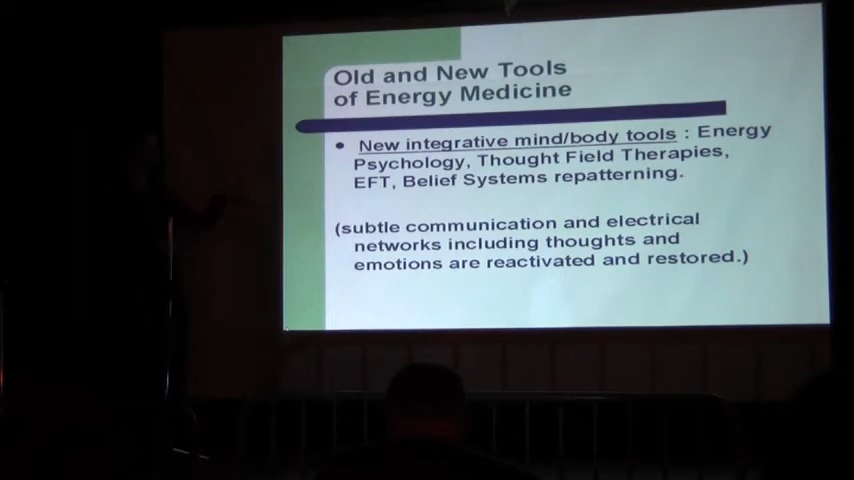 Old and New Tools
of Energy Medicine
• New integrative mind/body tools : Energy
Psychology, Thought Field Therapies,
EFT, Belief Systems repatterning.
(subtle communication and electrical
networks including thoughts and
emotions are reactivated and restored.)